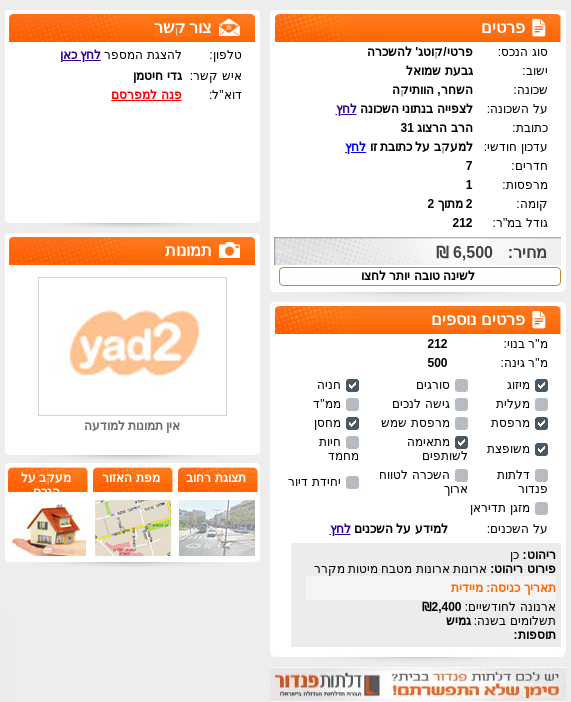 פרטים
סוג הנכס: פרטי/קוטג' להשכרה
ישוב: גבעת שמואל
שכונה: השחר, הוותיקה
על השכונה: לצפייה בנתוני השכונה לחץ
כתובת: הרב הרצוג 31
עדכון חודשי: למעקב על כתובת זו לחץ
חדרים: 7
מרפסות: 1
קומה: 2 מתוך 2
גודל במ"ר: 212
מחיר: 6,500 ₪
לשינה טובה יותר לחצו
פרטים נוספים
מ"ר בנוי: 212
מ"ר גינה: 500
מיזוג סורגים חניה
מעלית גישה לנכים ממ"ד
מרפסת מרפסת שמש מחסן
משופצת מתאימה לשותפים חיות מחמד
דלתות פנדור השכרה לטווח ארוך יחידת דיור
מזגן תדיראן
על השכנים: למידע על השכנים לחץ
ריהוט: כן
פירוט ריהוט: ארונות ארונות מטבח מיטות מקרר
תאריך כניסה: מיידית
ארנונה לחודשיים: 2,400₪
תשלומים בשנה: גמיש
תוספות:
יש לכם דלתות פנדור בבית?
סימן שלא התפשרתם!
דלתות פנדור
חברת הדלתות הגדולה בישראל
צור קשר
טלפון: להצגת המספר לחץ כאן
איש קשר: גדי חיטמן
דוא"ל: פנה למפרסם
תמונות
yad2
אין תמונות למודעה
תצוגת רחוב
מפת האזור
מעקב על
הנכס